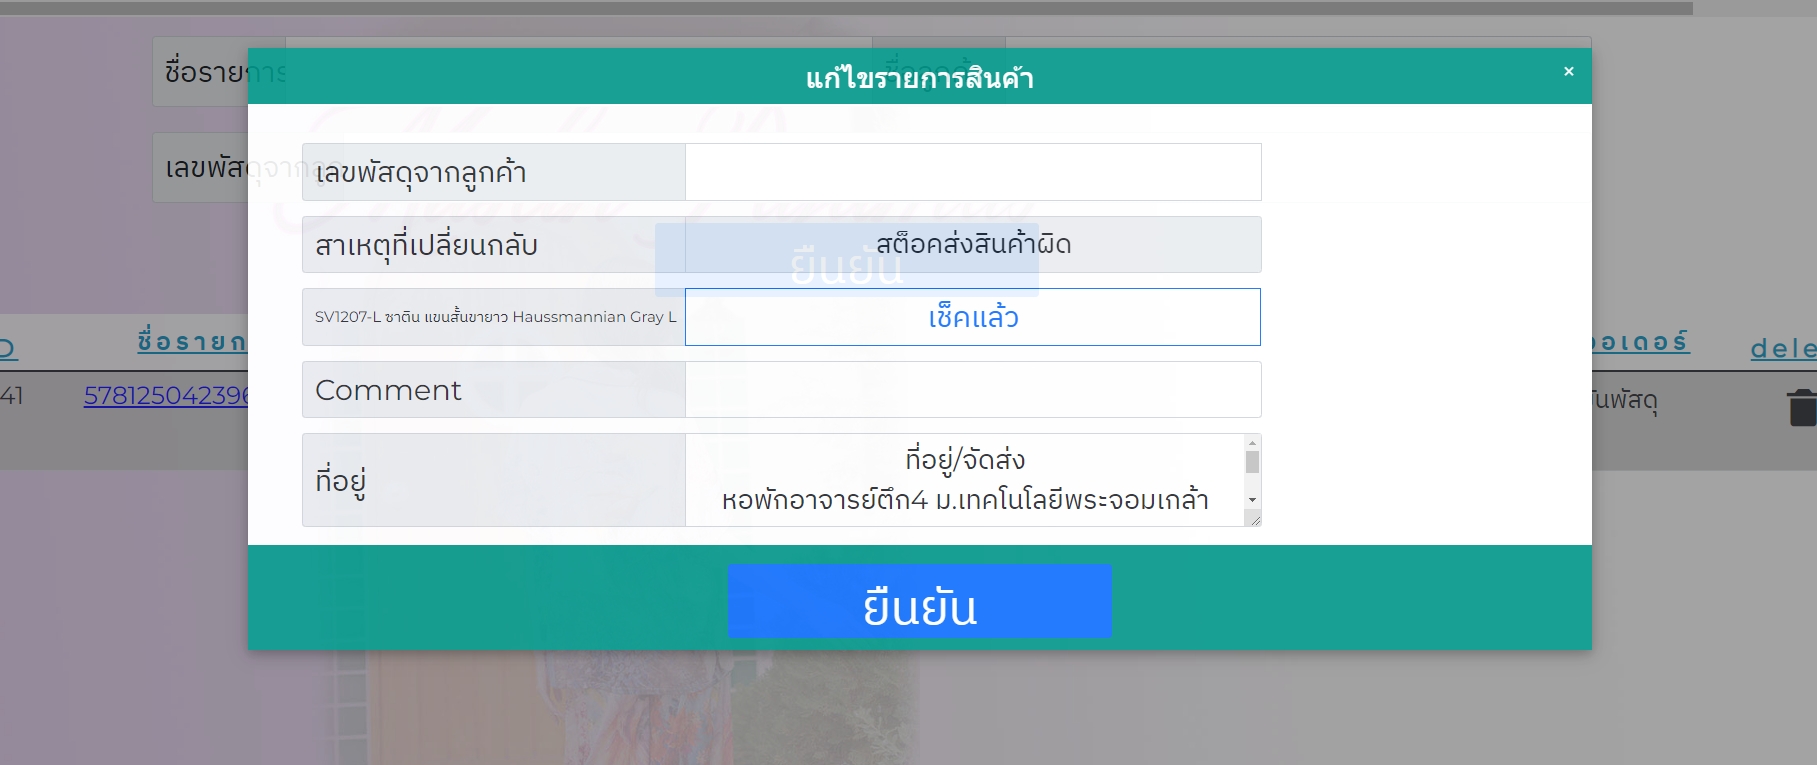 แก้ไขรายการสินค้า
×
ชื่อรายการ
เลขพัสดุจากลูก
เลขพัสดุจากลูกค้า
สาเหตุที่เปลี่ยนกลับ
สต็อคส่งสินค้าผิด
ยืนยัน
SV1207-L ซาติน แขนสั้นขายาว Haussmannian Gray L
เช็คแล้ว
Comment
ที่อยู่
ที่อยู่/จัดส่ง
หอพักอาจารย์ตึก4 ม.เทคโนโลยีพระจอมเกล้า
ยืนยัน
ชื่อรายก
อเดอร์
dele
41
57812504239
ันพัสดุ